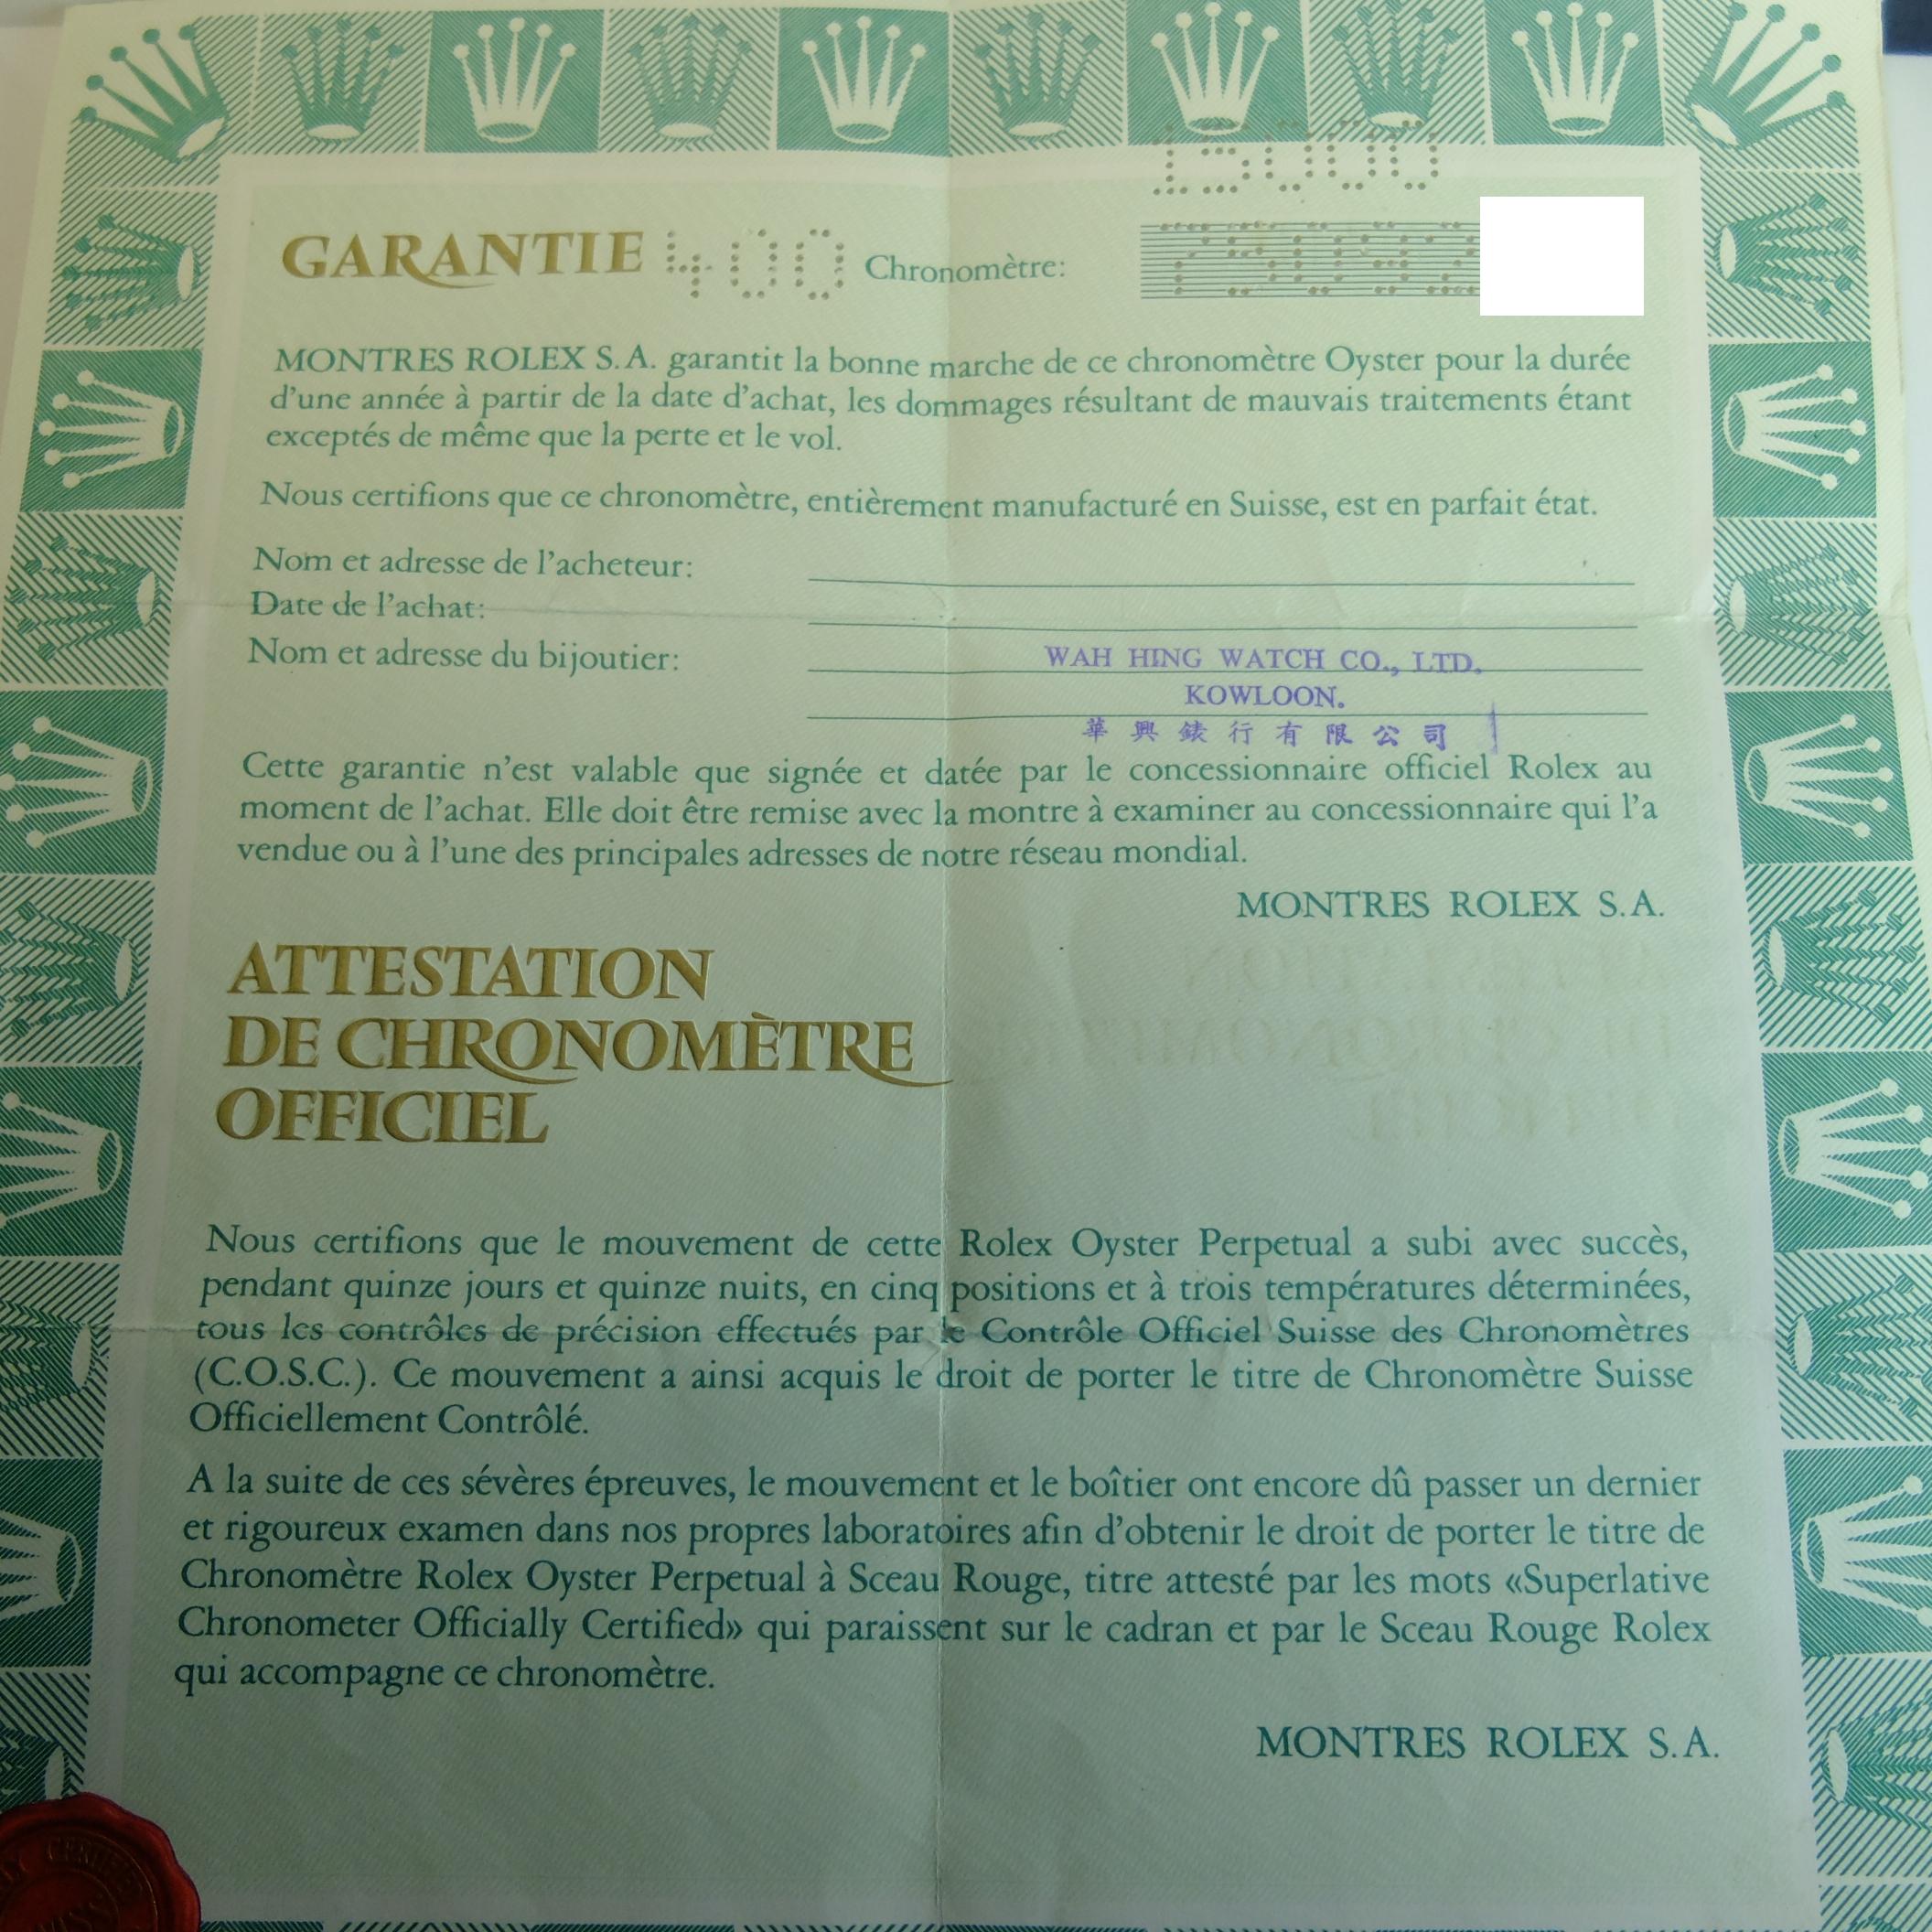 15000
GARANTIE 400 Chronomètre:
MONTRES ROLEX S.A. garantit la bonne marche de ce chronomètre Oyster pour la durée
d'une année à partir de la date d'achat, les dommages résultant de mauvais traitements étant
exceptés de même que la perte et le vol.
Nous certifions que ce chronomètre, entièrement manufacturé en Suisse, est en parfait état.
Nom et adresse de l'acheteur:
Date de l'achat:
Nom et adresse du bijoutier: WAH HING WATCH CO., LTD.
KOWLOON.
華興錶行有限公司
Cette garantie n'est valable que signée et datée par le concessionnaire officiel Rolex au
moment de l'achat. Elle doit être remise avec la montre à examiner au concessionnaire qui l'a
vendue ou à l'une des principales adresses de notre réseau mondial.
MONTRES ROLEX S.A.
ATTESTATION
DE CHRONOMÈTRE
OFFICIEL
Nous certifions que le mouvement de cette Rolex Oyster Perpetual a subi avec succès,
pendant quinze jours et quinze nuits, en cinq positions et à trois températures déterminées,
tous les contrôles de précision effectués par le Contrôle Officiel Suisse des Chronomètres
(C.O.S.C.). Ce mouvement a ainsi acquis le droit de porter le titre de Chronomètre Suisse
Officiellement Contrôlé.
A la suite de ces sévères épreuves, le mouvement et le boîtier ont encore dû passer un dernier
et rigoureux examen dans nos propres laboratoires afin d'obtenir le droit de porter le titre de
Chronomètre Rolex Oyster Perpetual à Sceau Rouge, titre attesté par les mots «Superlative
Chronometer Officially Certified» qui paraissent sur le cadran et par le Sceau Rouge Rolex
qui accompagne ce chronomètre.
MONTRES ROLEX S.A.